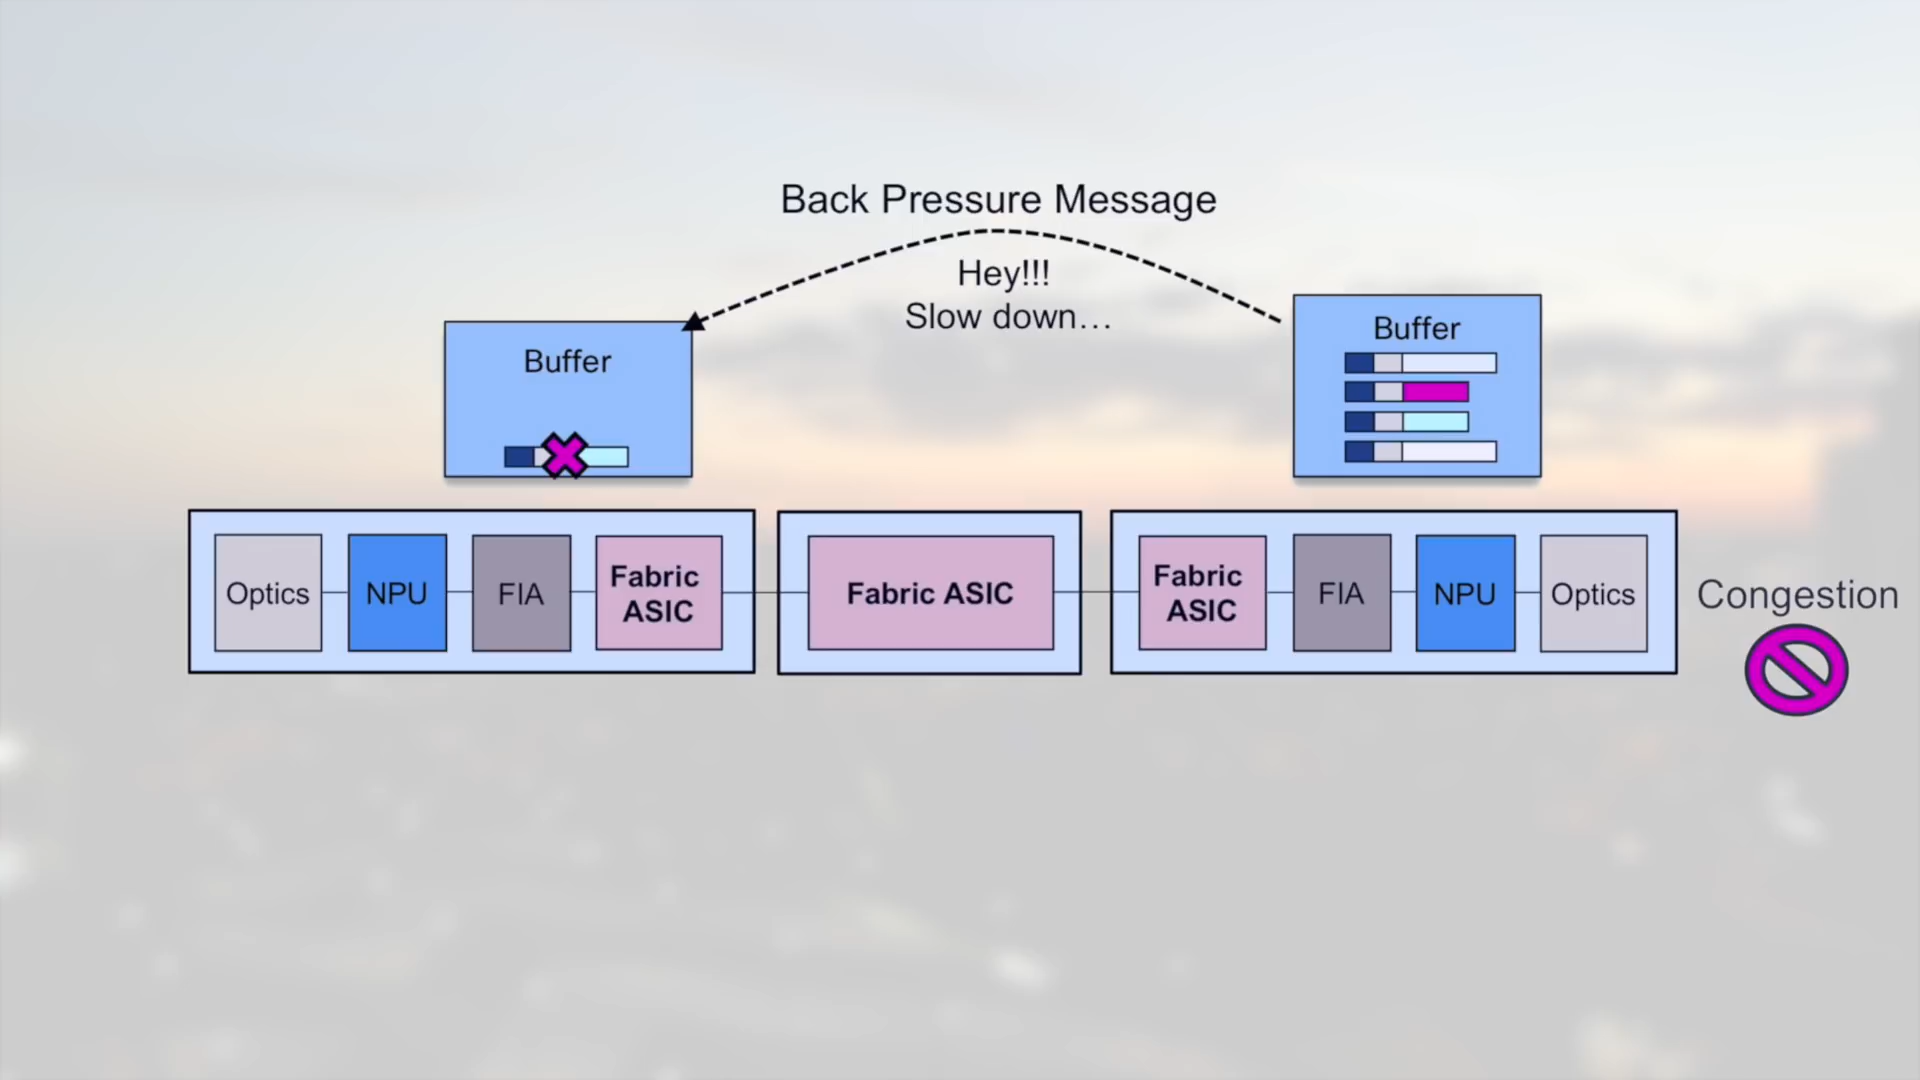 Back Pressure Message
Hey!!!
Slow down...
Buffer
Buffer
Optics
NPU
FIA
Fabric
ASIC
Fabric ASIC
Fabric
ASIC
FIA
NPU
Optics
Congestion